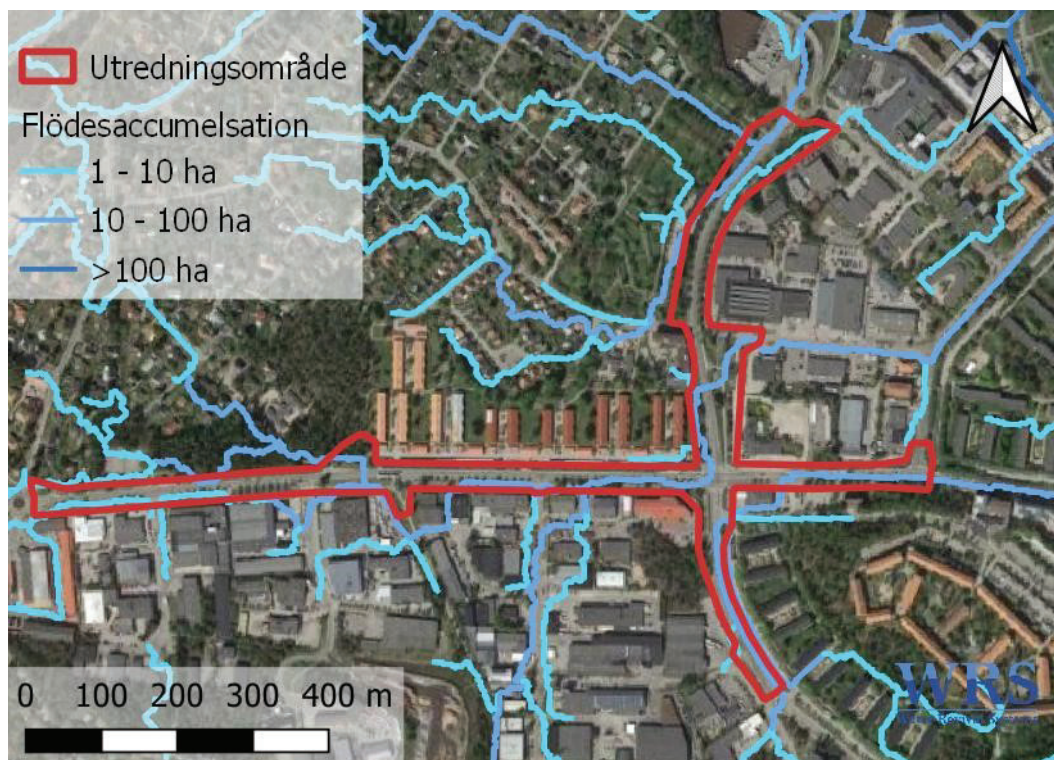 Utredningsområde
Flödesaccumelsation
1 - 10 ha
10 - 100 ha
>100 ha
0 100 200 300 400 m
WRS